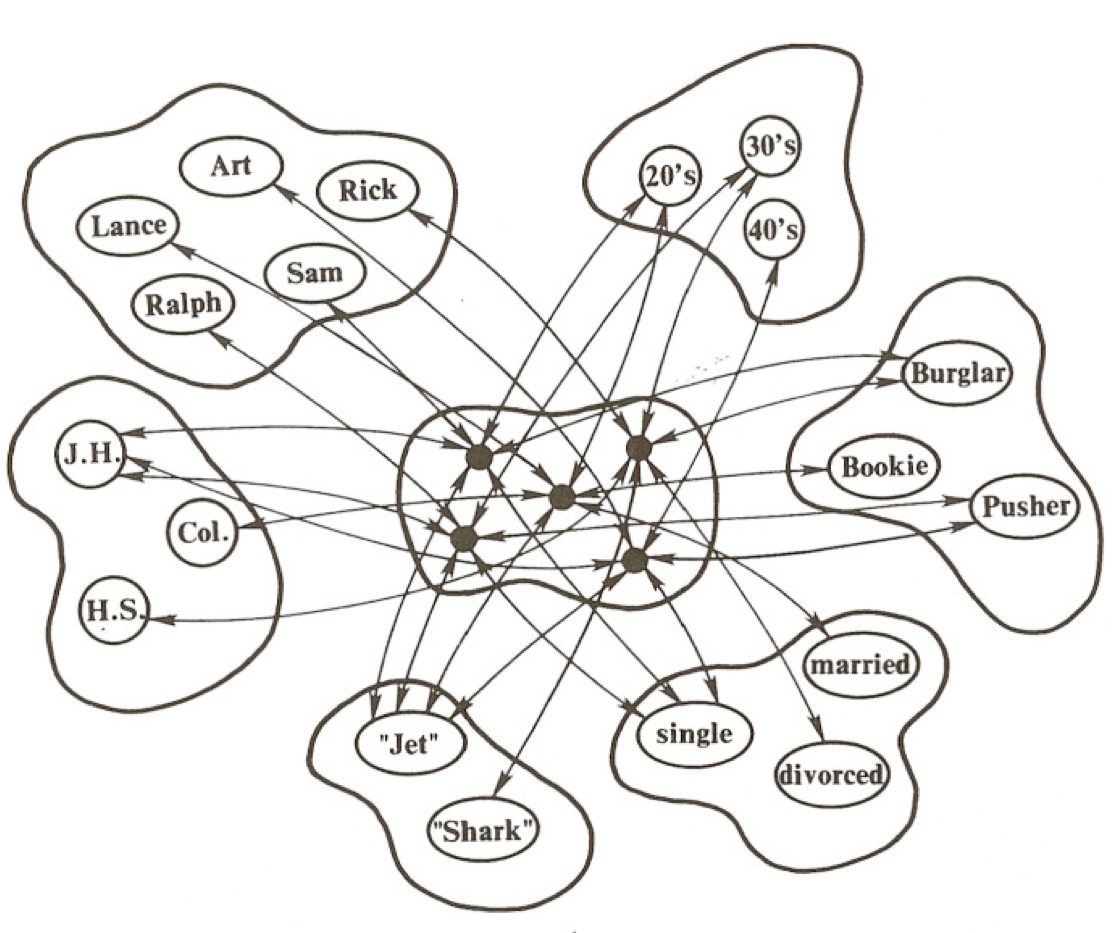 Art
Rick
Lance
Sam
Ralph
20's
30's
40's
Burglar
Bookie
Pusher
J.H.
Col.
H.S.
married
single
divorced
"Jet"
"Shark"